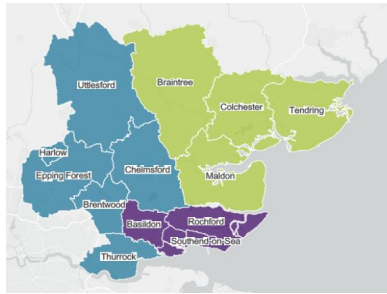 Uttlesford
Braintree
Colchester
Tendring
Harlow
Epping Forest
Chelmsford
Maldon
Brentwood
Basildon
Rochford
Southend-on-Sea
Thurrock